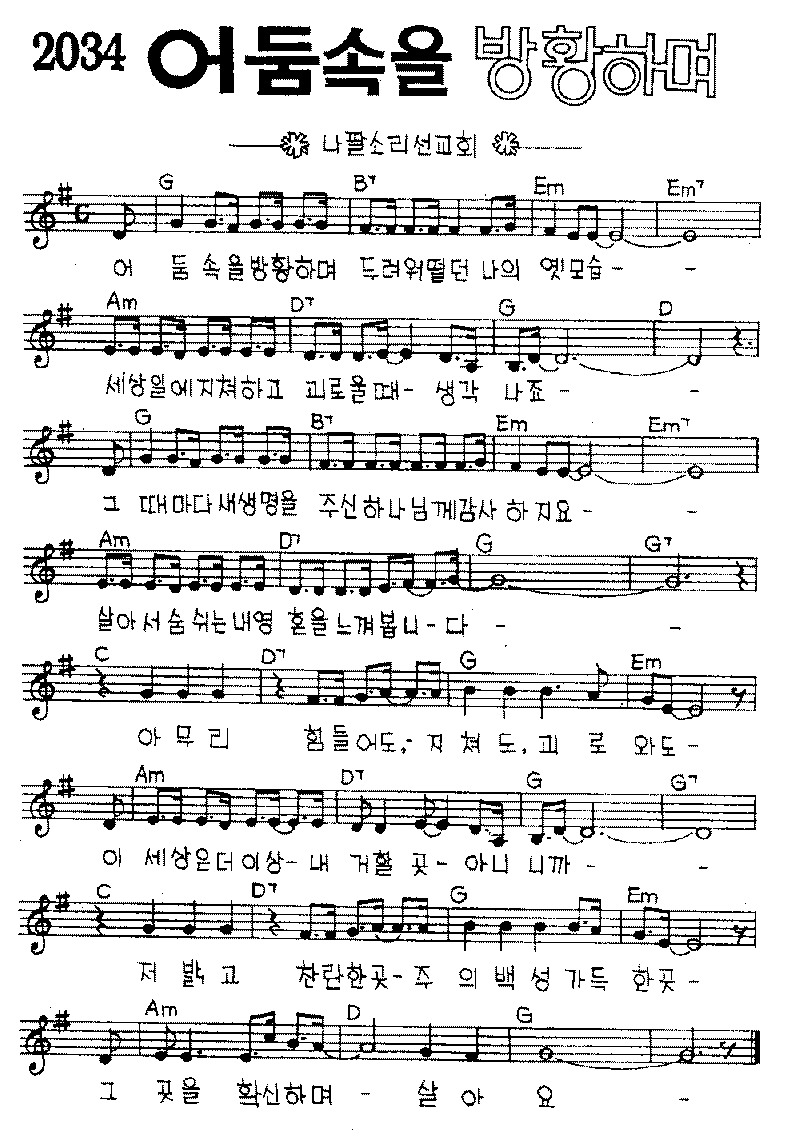 2034 어둠속을 방황하며
나팔소리선교회
G B7 Em Em7
어 둠 속을방황하며 두려워떨던 나의 옛모습- -
Am D7 G D
세상일에지쳐하고 괴로울때- 생각 나죠- -
G B7 Em Em7
그 때마다새생명을 주신하나님께감사 하지요- -
Am D7 G G7
살아서숨쉬는내영 혼을느껴봅니-다 - -
C D7 G Em
아 무 리 힘들어도,- 지 쳐 도, 괴 로 와도-
Am D7 G G7
이 세상은더이상- 내 거할 곳- 아니 니까 - -
C D7 G Em
저 밝 고 찬란한곳-주 의 백 성 가득 한곳-
Am D G
그 곳을 확신하며 - 살 아 요 -